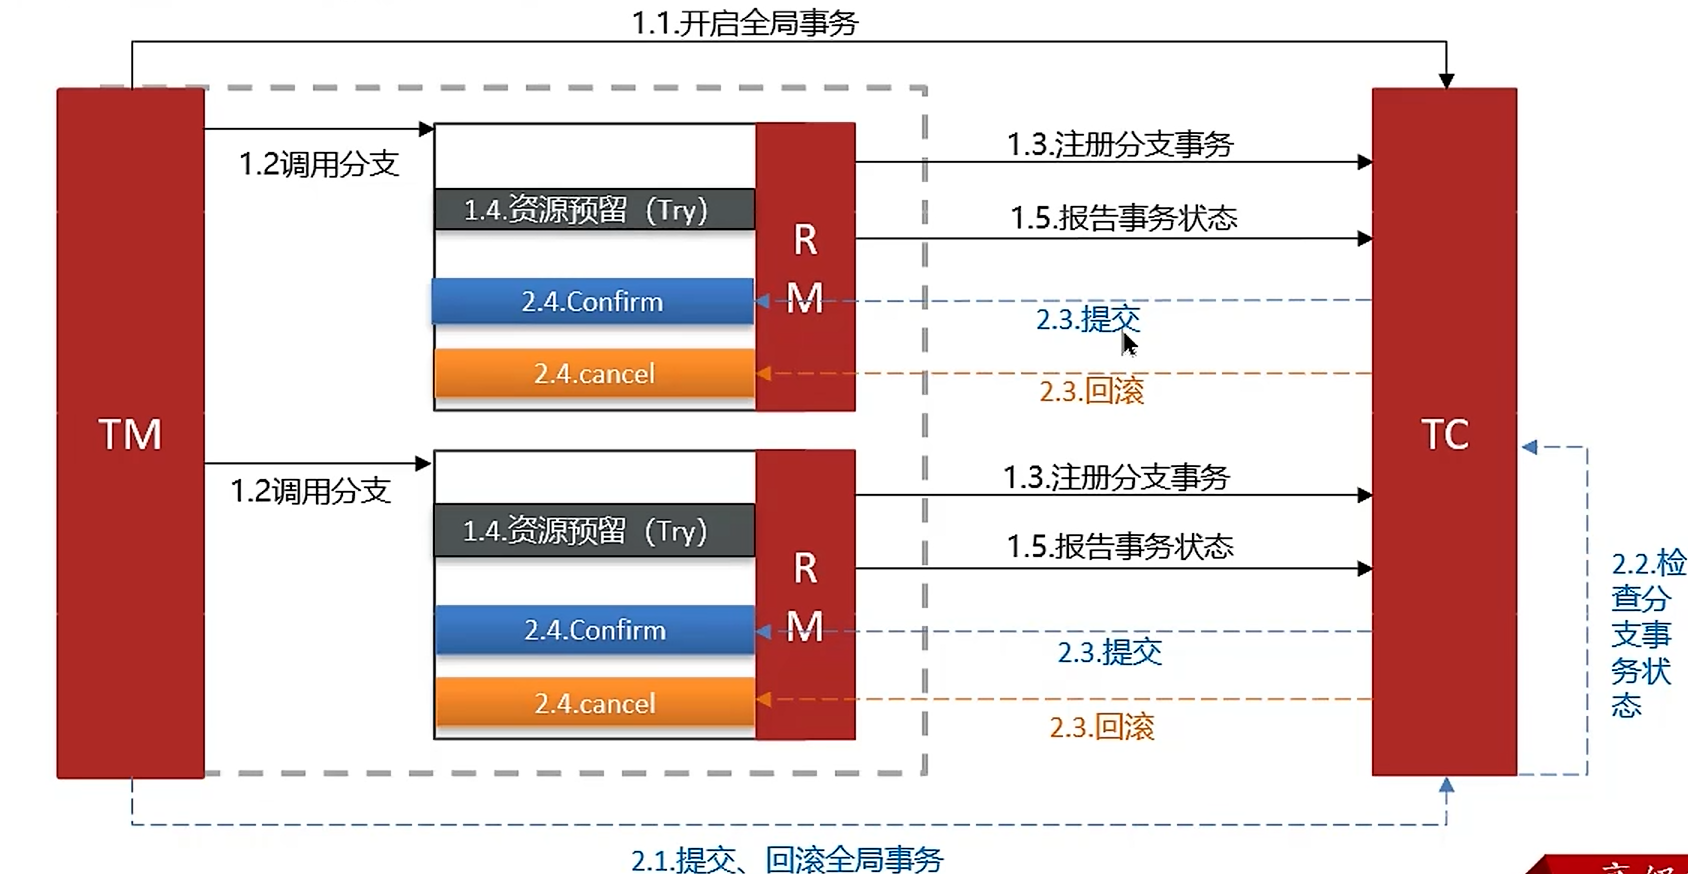 1.1.开启全局事务
1.2调用分支
1.3.注册分支事务
1.4.资源预留（Try）
1.5.报告事务状态
R
M
2.4.Confirm
2.3.提交
2.4.cancel
2.3.回滚
TM
TC
1.2调用分支
1.3.注册分支事务
1.4.资源预留（Try）
1.5.报告事务状态
R
M
2.4.Confirm
2.3.提交
2.4.cancel
2.3.回滚
2.2.检
查分
支事
务状
态
2.1.提交、回滚全局事务